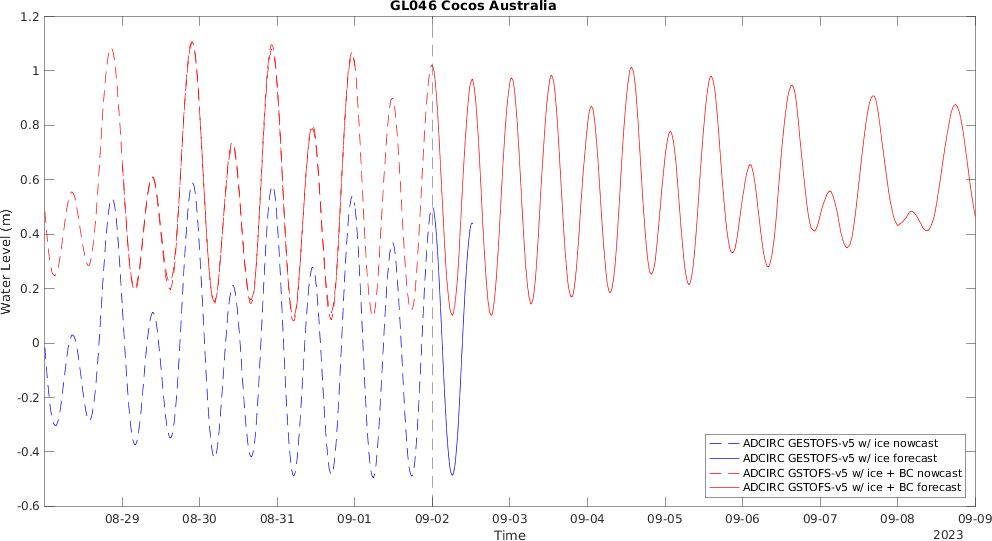 GL046 Cocos Australia
Water Level (m)
1.2
1
0.8
0.6
0.4
0.2
0
-0.2
-0.4
-0.6
ADCIRC GESTOFS-v5 w/ ice nowcast
ADCIRC GESTOFS-v5 w/ ice forecast
ADCIRC GSTOFS-v5 w/ ice + BC nowcast
ADCIRC GSTOFS-v5 w/ ice + BC forecast
08-29 08-30 08-31 09-01 09-02 09-03 09-04 09-05 09-06 09-07 09-08 09-09
Time
2023